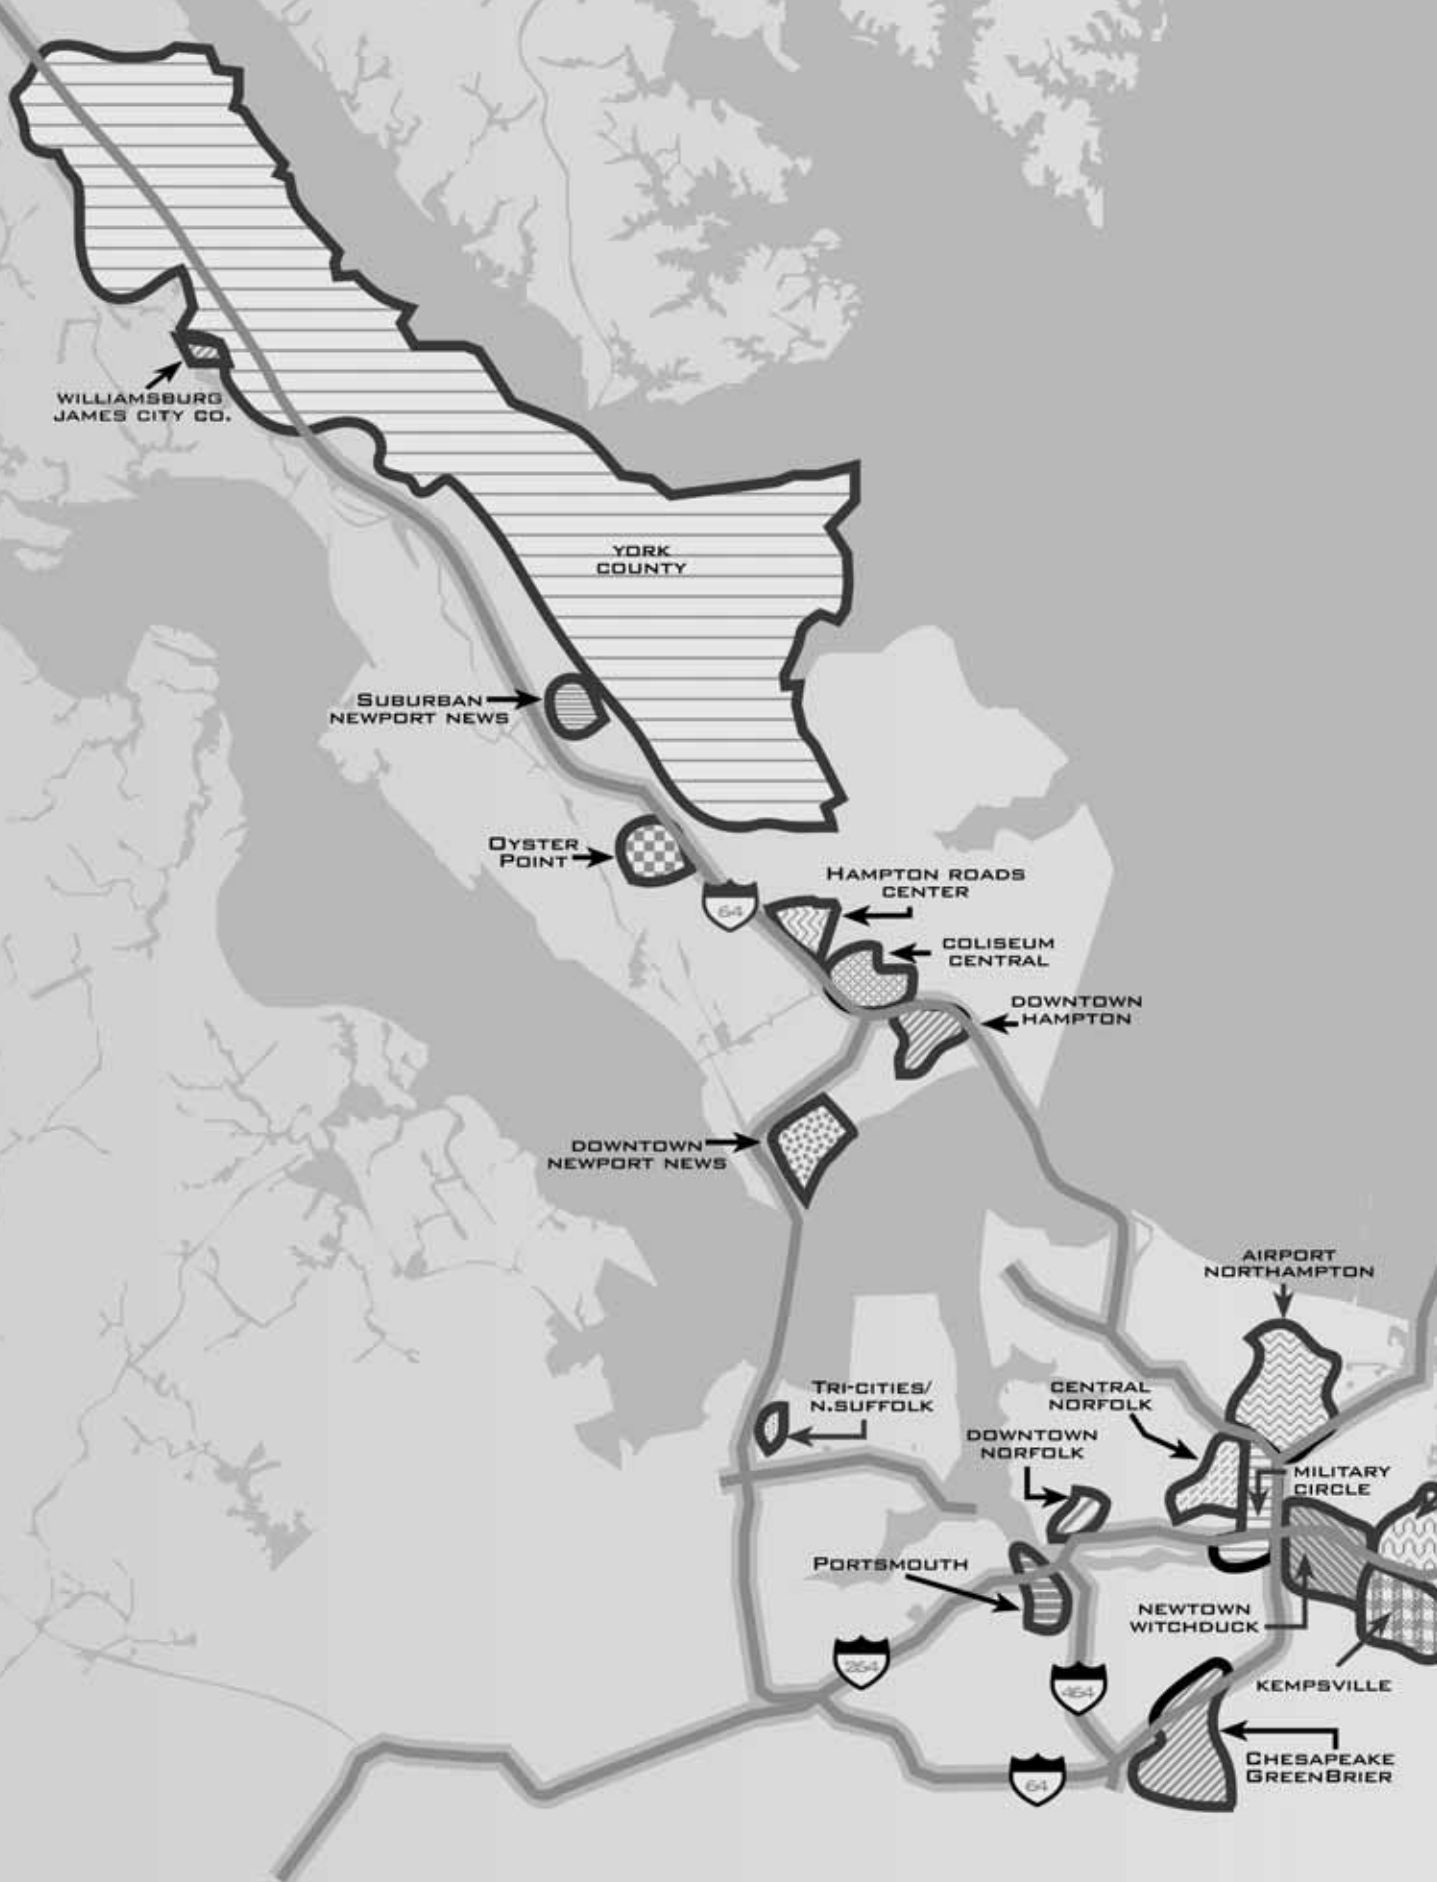 WILLIAMSBURG
JAMES CITY CO.
YORK
COUNTY
SUBURBAN
NEWPORT NEWS
OYSTER
POINT
64
HAMPTON ROADS
CENTER
COLISEUM
CENTRAL
DOWNTOWN
HAMPTON
DOWNTOWN
NEWPORT NEWS
AIRPORT
NORTHAMPTON
TRI-CITIES/
N.SUFFOLK
CENTRAL
NORFOLK
DOWNTOWN
NORFOLK
MILITARY
CIRCLE
PORTSMOUTH
NEWTOWN
WITCHDUCK
264
464
KEMPSVILLE
CHESAPEAKE
GREENBRIER
64